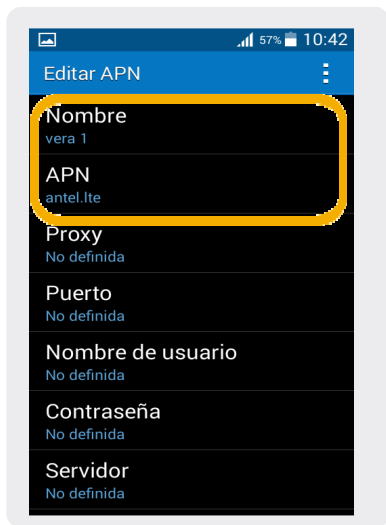 57% 10:42
Editar APN
Nombre
vera 1
APN
antel.lte
Proxy
No definida
Puerto
No definida
Nombre de usuario
No definida
Contraseña
No definida
Servidor
No definida